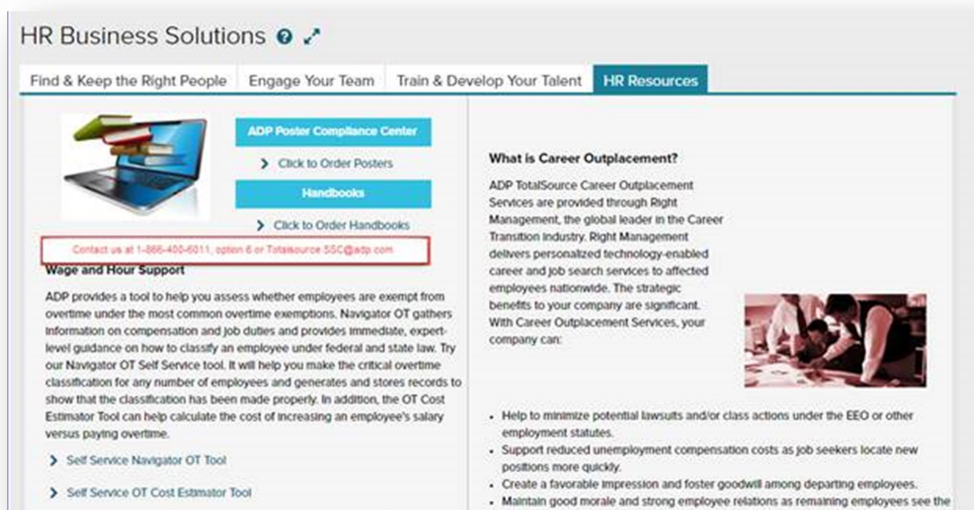 HR Business Solutions
Find & Keep the Right People
Engage Your Team
Train & Develop Your Talent
HR Resources
ADP Poster Compliance Center
Click to Order Posters
Handbooks
Click to Order Handbooks
Contact us at 1-866-400-6011, option 6 or Totalsource.SSC@adp.com
Wage and Hour Support
ADP provides a tool to help you assess whether employees are exempt from
overtime under the most common overtime exemptions. Navigator OT gathers
information on compensation and job duties and provides immediate, expert-
level guidance on how to classify an employee under federal and state law. Try
our Navigator OT Self Service tool. It will help you make the critical overtime
classification for any number of employees and generates and stores records to
show that the classification has been made properly. In addition, the OT Cost
Estimator Tool can help calculate the cost of increasing an employee's salary
versus paying overtime.
Self Service Navigator OT Tool
Self Service OT Cost Estimator Tool
What is Career Outplacement?
ADP TotalSource Career Outplacement
Services are provided through Right
Management, the global leader in the Career
Transition Industry. Right Management
delivers personalized technology-enabled
career and job search services to affected
employees nationwide. The strategic
benefits to your company are significant.
With Career Outplacement Services, your
company can:
• Help to minimize potential lawsuits and/or class actions under the EEO or other
employment statutes.
• Support reduced unemployment compensation costs as job seekers locate new
positions more quickly.
• Create a favorable impression and foster goodwill among departing employees.
• Maintain good morale and strong employee relations as remaining employees see the